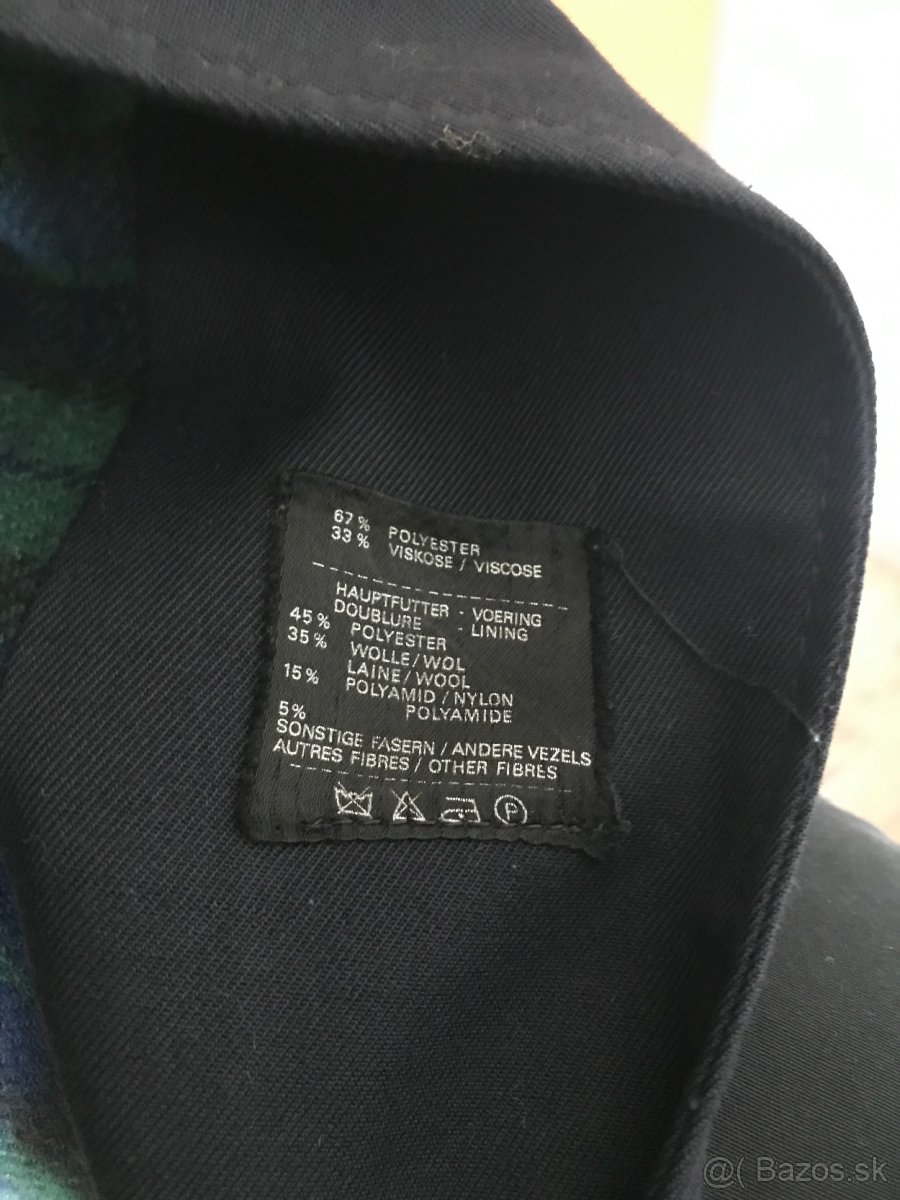 67% POLYESTER
33% VISKOSE / VISCOSE
HAUPTFUTTER - VOERING
DOUBLURE - LINING
45% POLYESTER
35% WOLLE/WOL
LAINE/WOOL
15% POLYAMID/NYLON
POLYAMIDE
5%
SONSTIGE FASERN / ANDERE VEZELS
AUTRES FIBRES / OTHER FIBRES
P
@( Bazos.sk